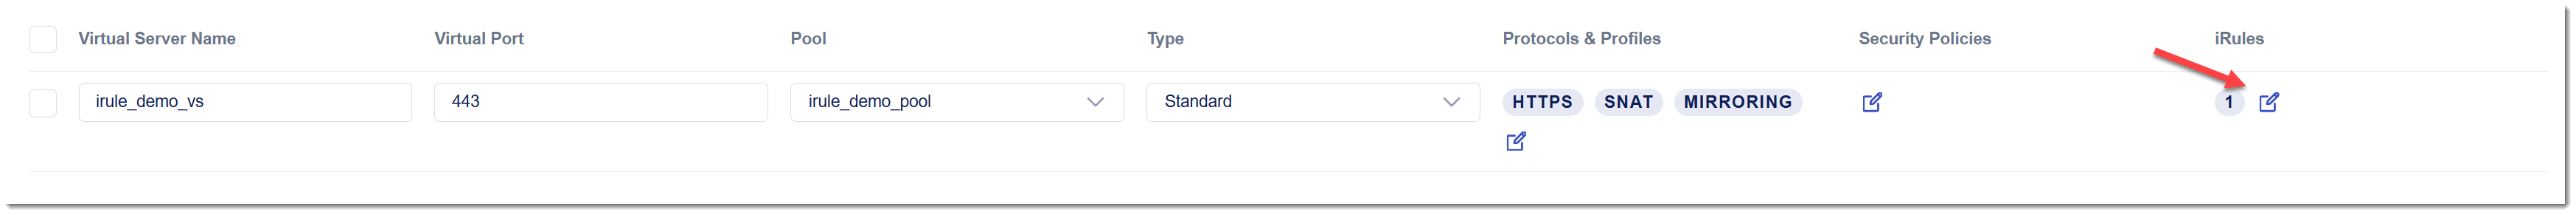 Virtual Server Name Virtual Port Pool Type Protocols & Profiles Security Policies iRules
irule_demo_vs 443 irule_demo_pool Standard HTTPS SNAT MIRRORING 1